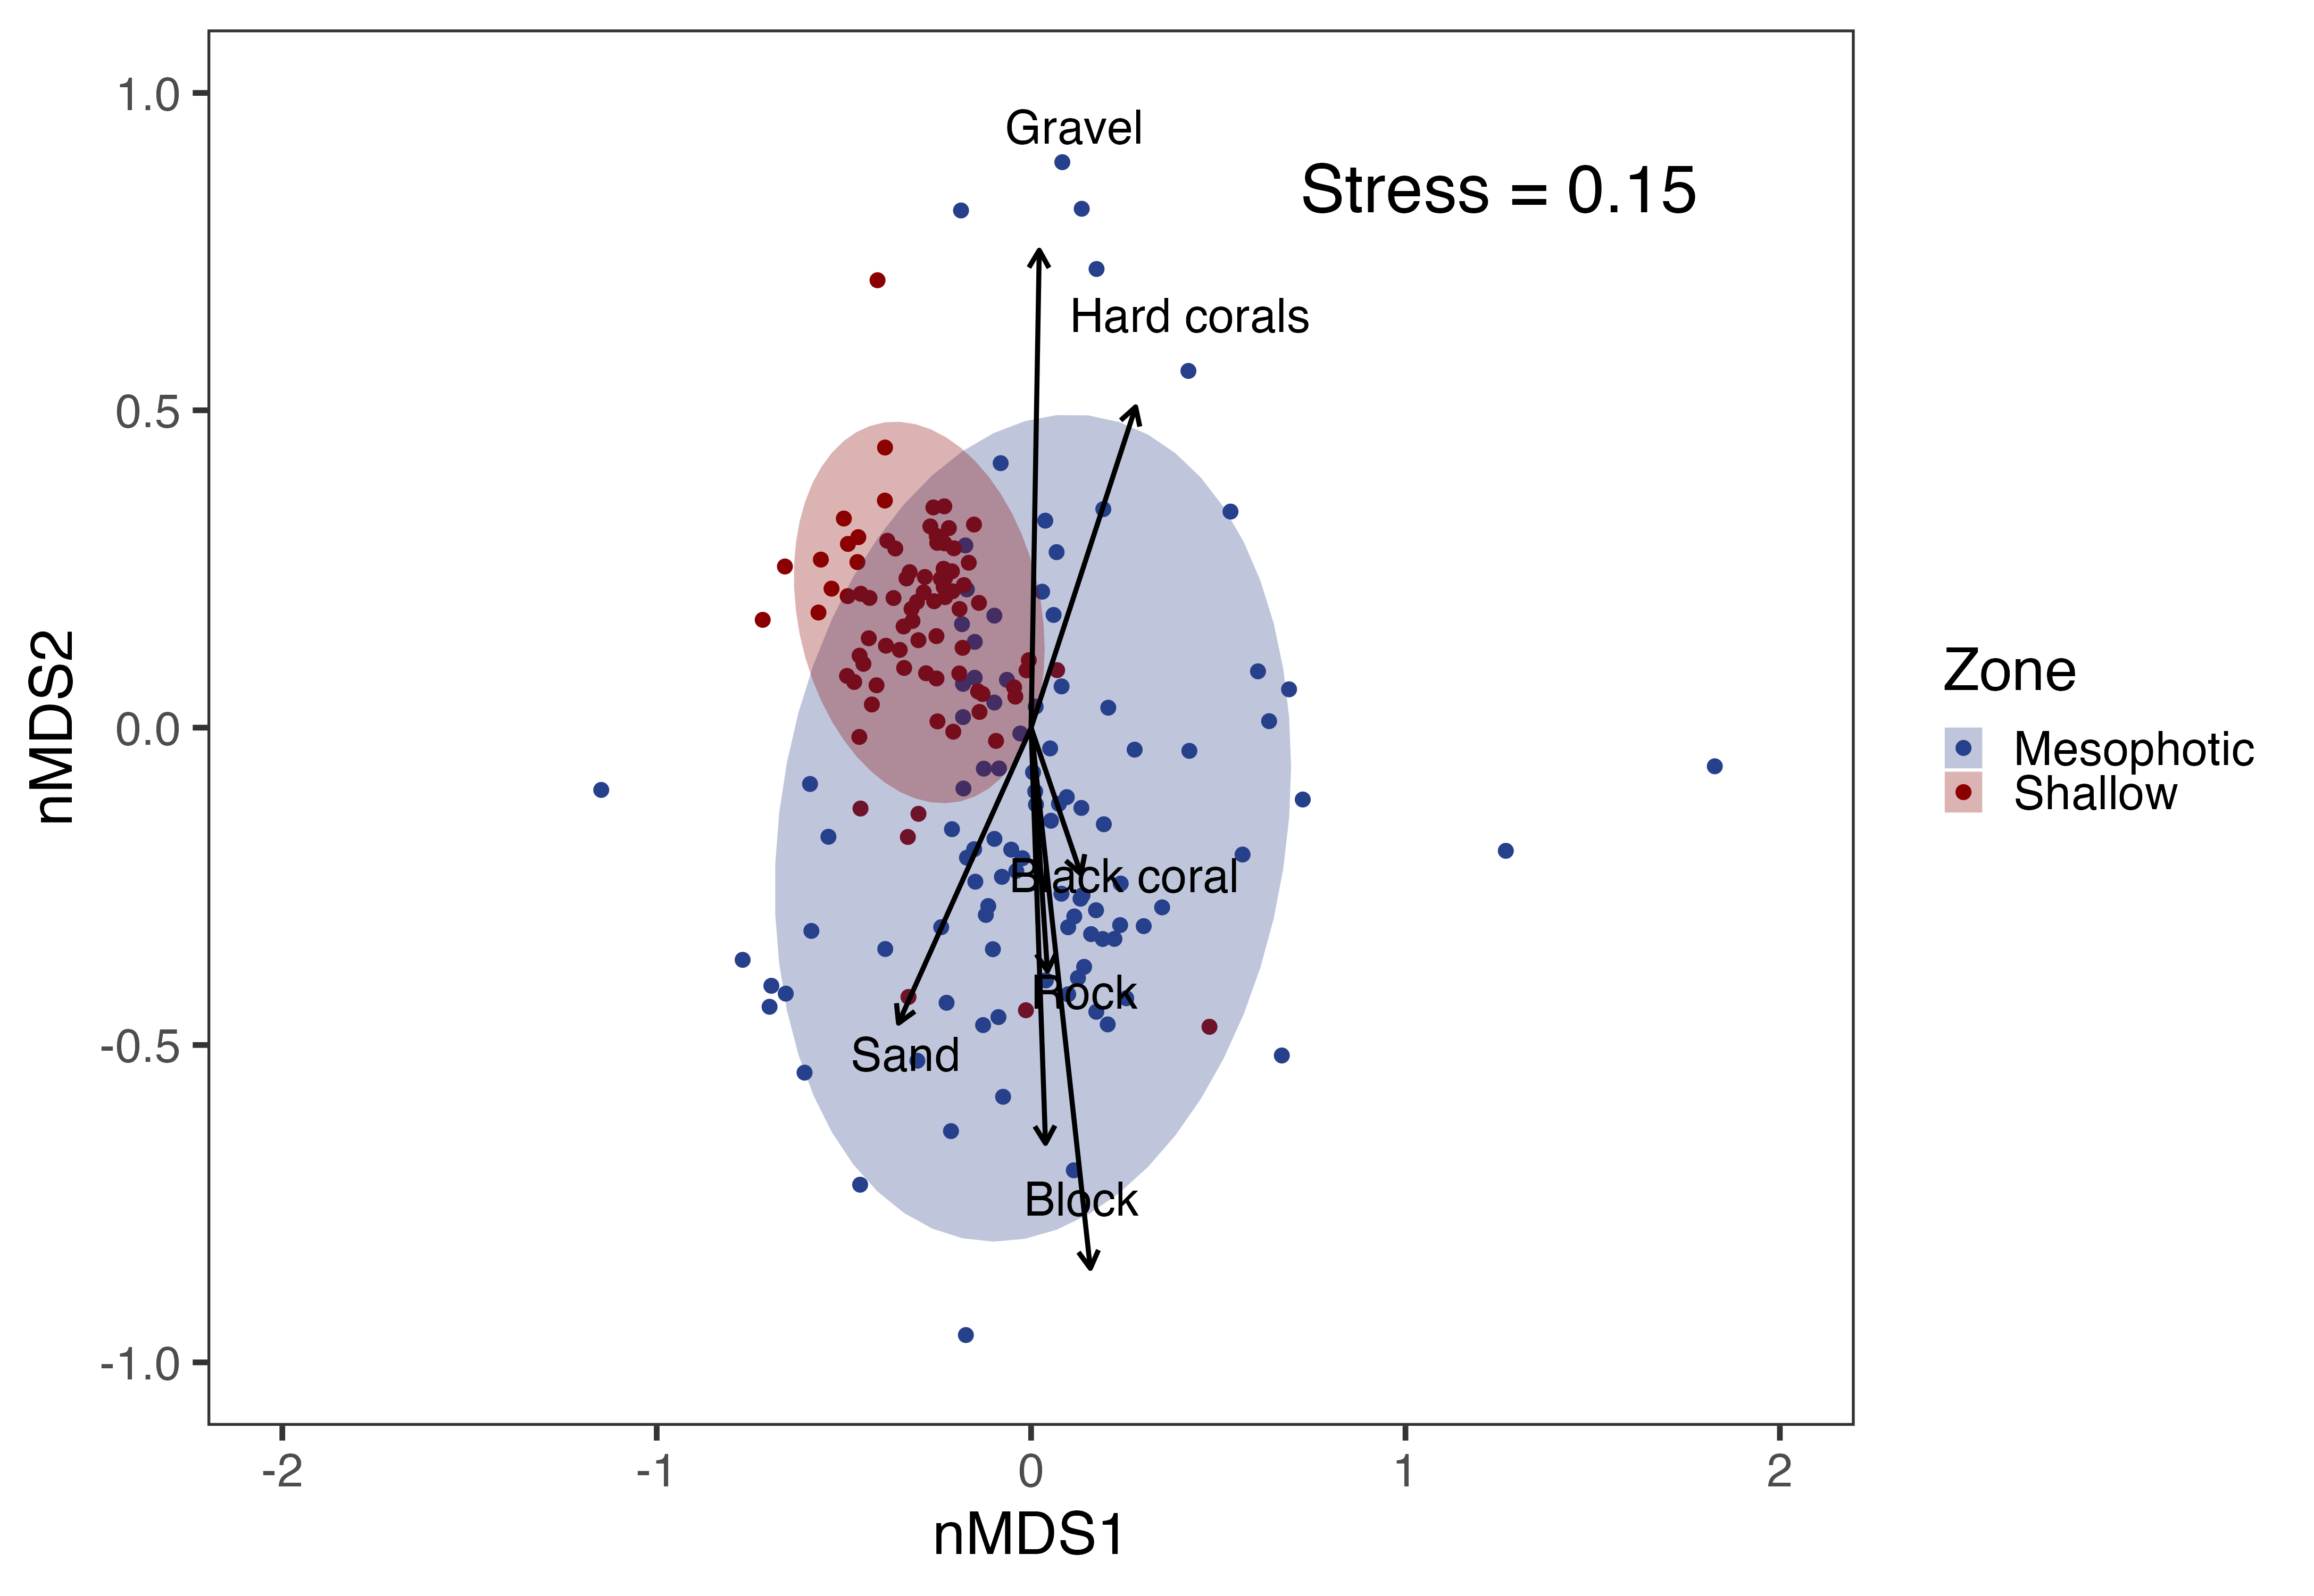 Gravel
Stress = 0.15
Hard corals
Black coral
Rock
Sand
Block
nMDS2
1.0
0.5
0.0
-0.5
-1.0
-2
-1
0
1
2
nMDS1
Zone
Mesophotic
Shallow